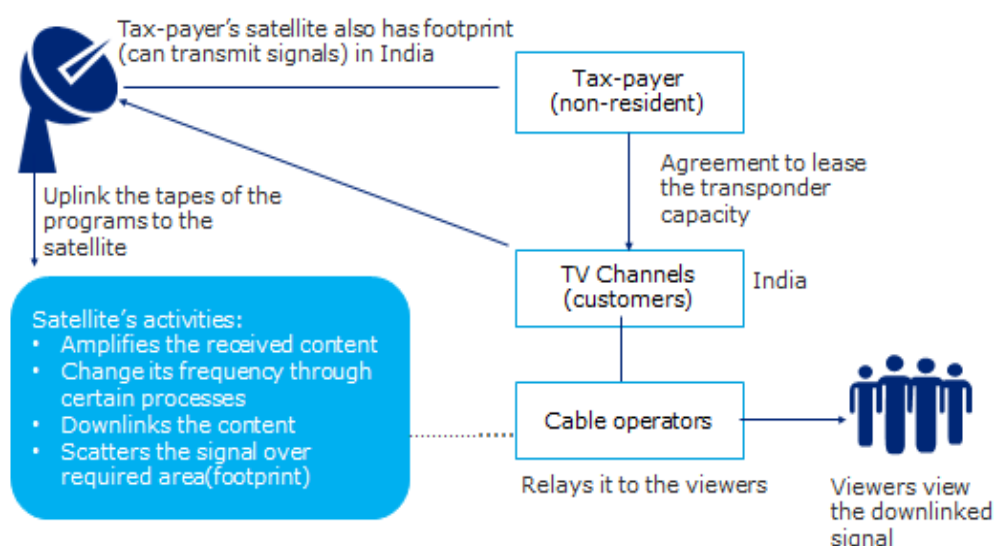 Tax-payer's satellite also has footprint
(can transmit signals) in India
Tax-payer
(non-resident)
Agreement to lease
the transponder
capacity
Uplink the tapes of the
programs to the
satellite
TV Channels
(customers)
India
Satellite's activities:
• Amplifies the received content
• Change its frequency through
certain processes
• Downlinks the content
• Scatters the signal over
required area(footprint)
Cable operators
Relays it to the viewers
Viewers view
the downlinked
signal